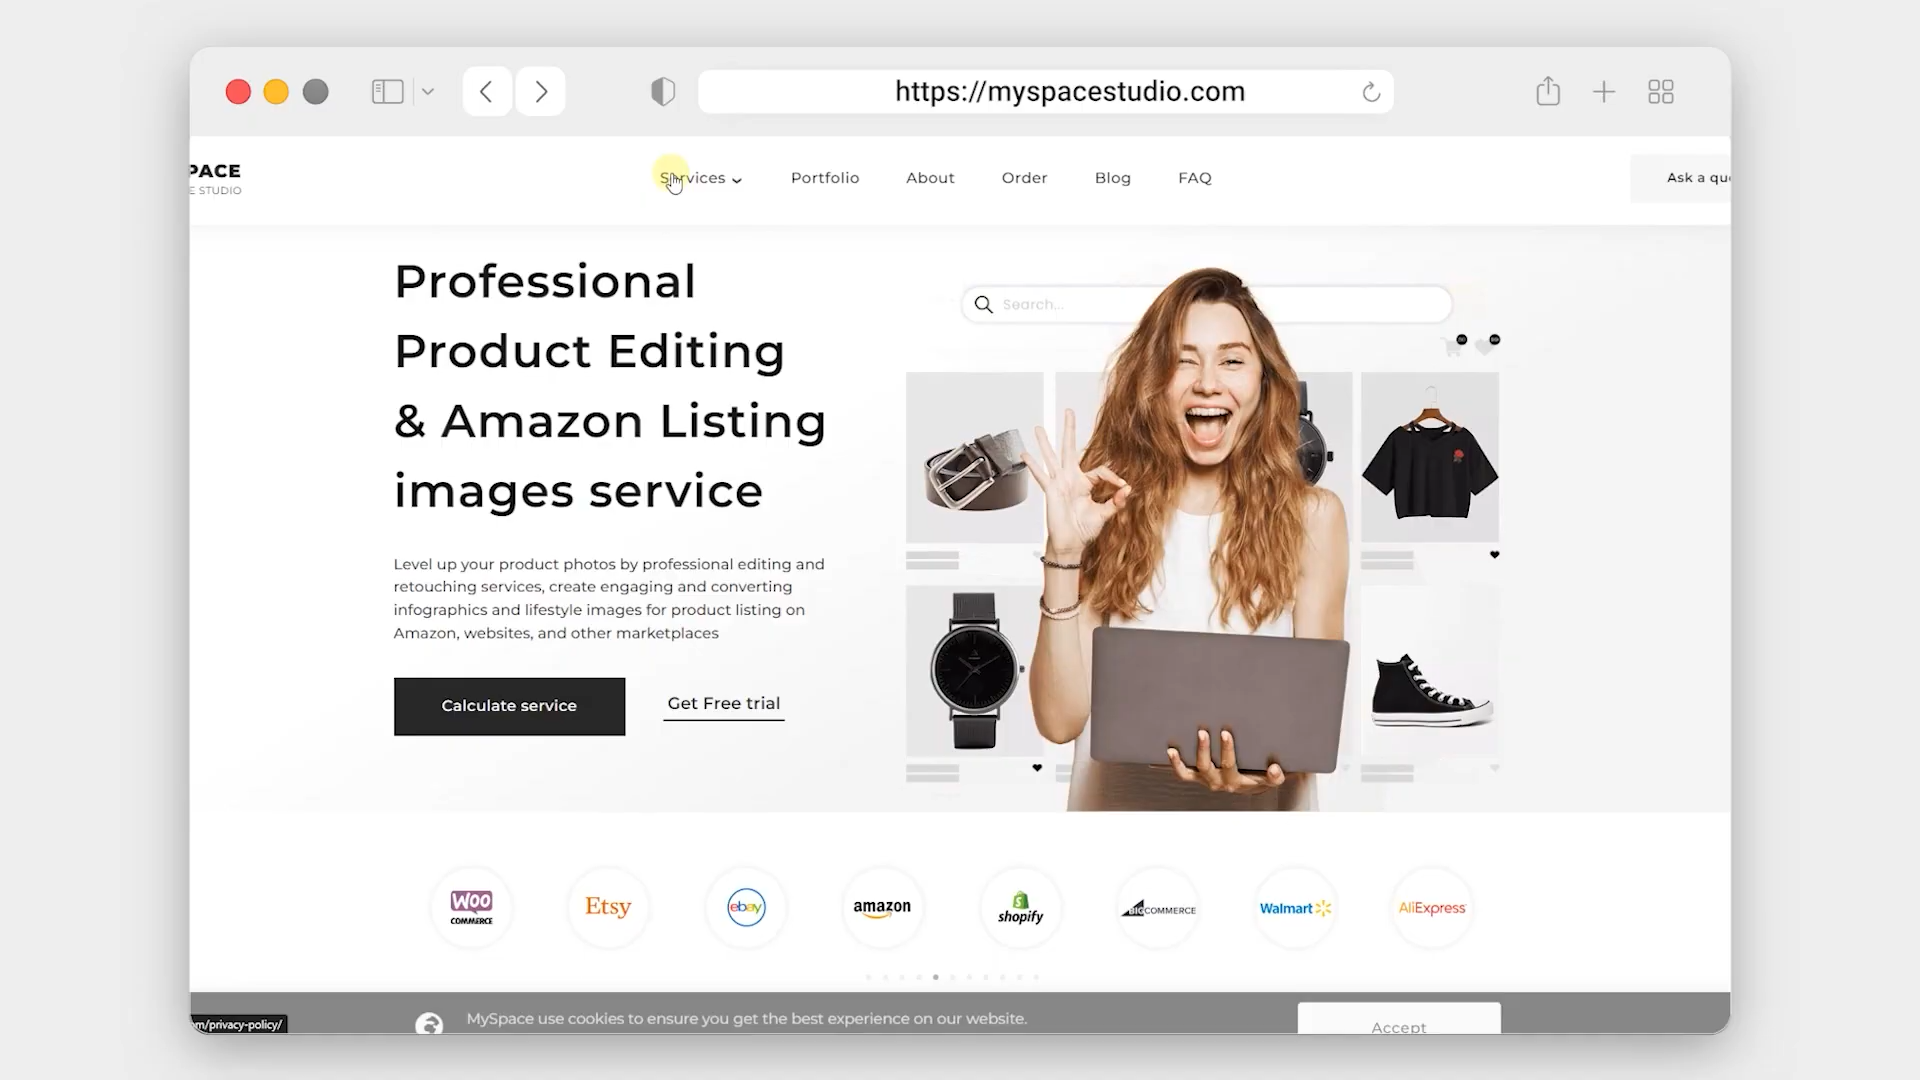 https://myspacestudio.com
PACE
E STUDIO
Services
Portfolio
About
Order
Blog
FAQ
Ask a qu
Professional
Product Editing
& Amazon Listing
images service
Search...
Level up your product photos by professional editing and
retouching services, create engaging and converting
infographics and lifestyle images for product listing on
Amazon, websites, and other marketplaces
Calculate service
Get Free trial
WOO
COMMERCE
Etsy
ebay
amazon
shopify
BIGCOMMERCE
Walmart
AliExpress
MySpace use cookies to ensure you get the best experience on our website.
Accept
om/privacy-policy/